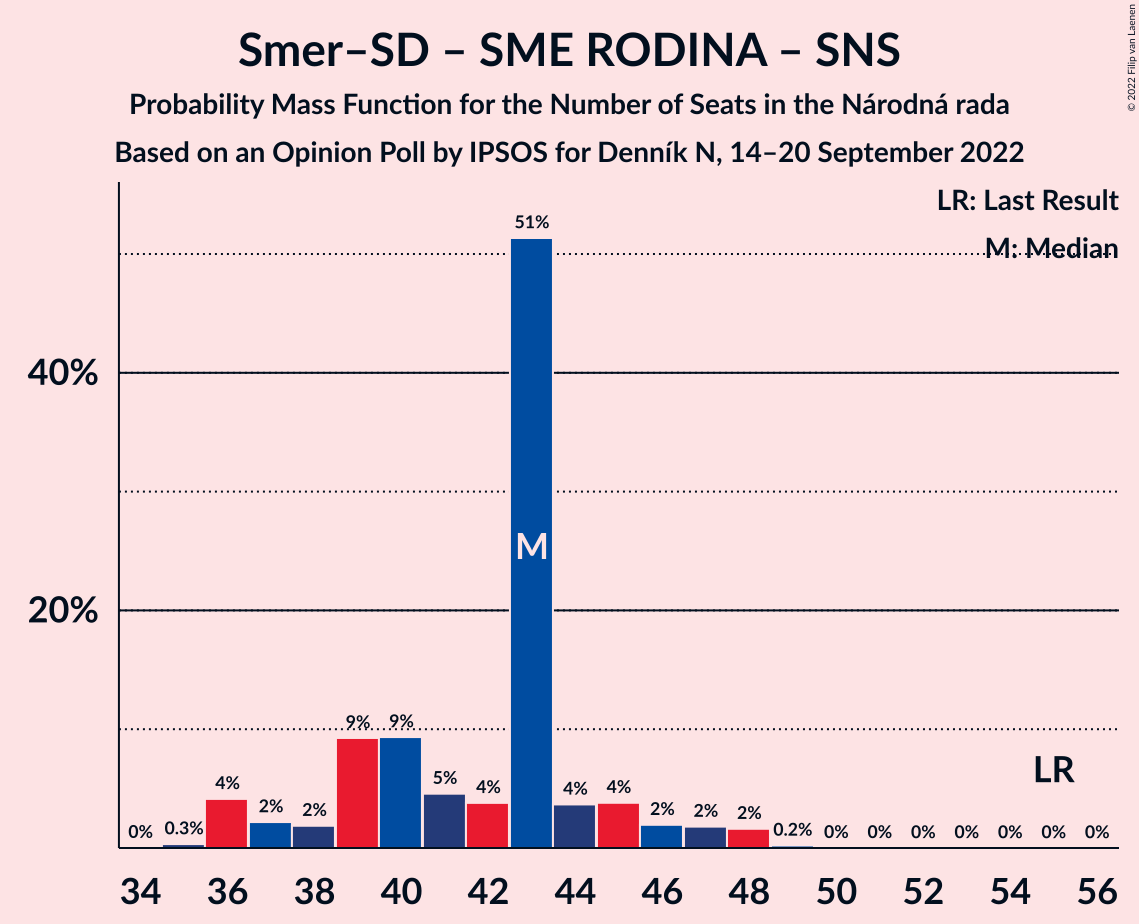 Smer–SD – SME RODINA – SNS
Probability Mass Function for the Number of Seats in the Národná rada
Based on an Opinion Poll by IPSOS for Denník N, 14–20 September 2022
© 2022 Filip van Laenen
LR: Last Result
M: Median
40%
20%
0% 0.3% 4% 2% 2% 9% 9% 5% 4% 51% 4% 4% 2% 2% 2% 0.2% 0% 0% 0% 0% 0% 0% 0%
M
LR
34 36 38 40 42 44 46 48 50 52 54 56